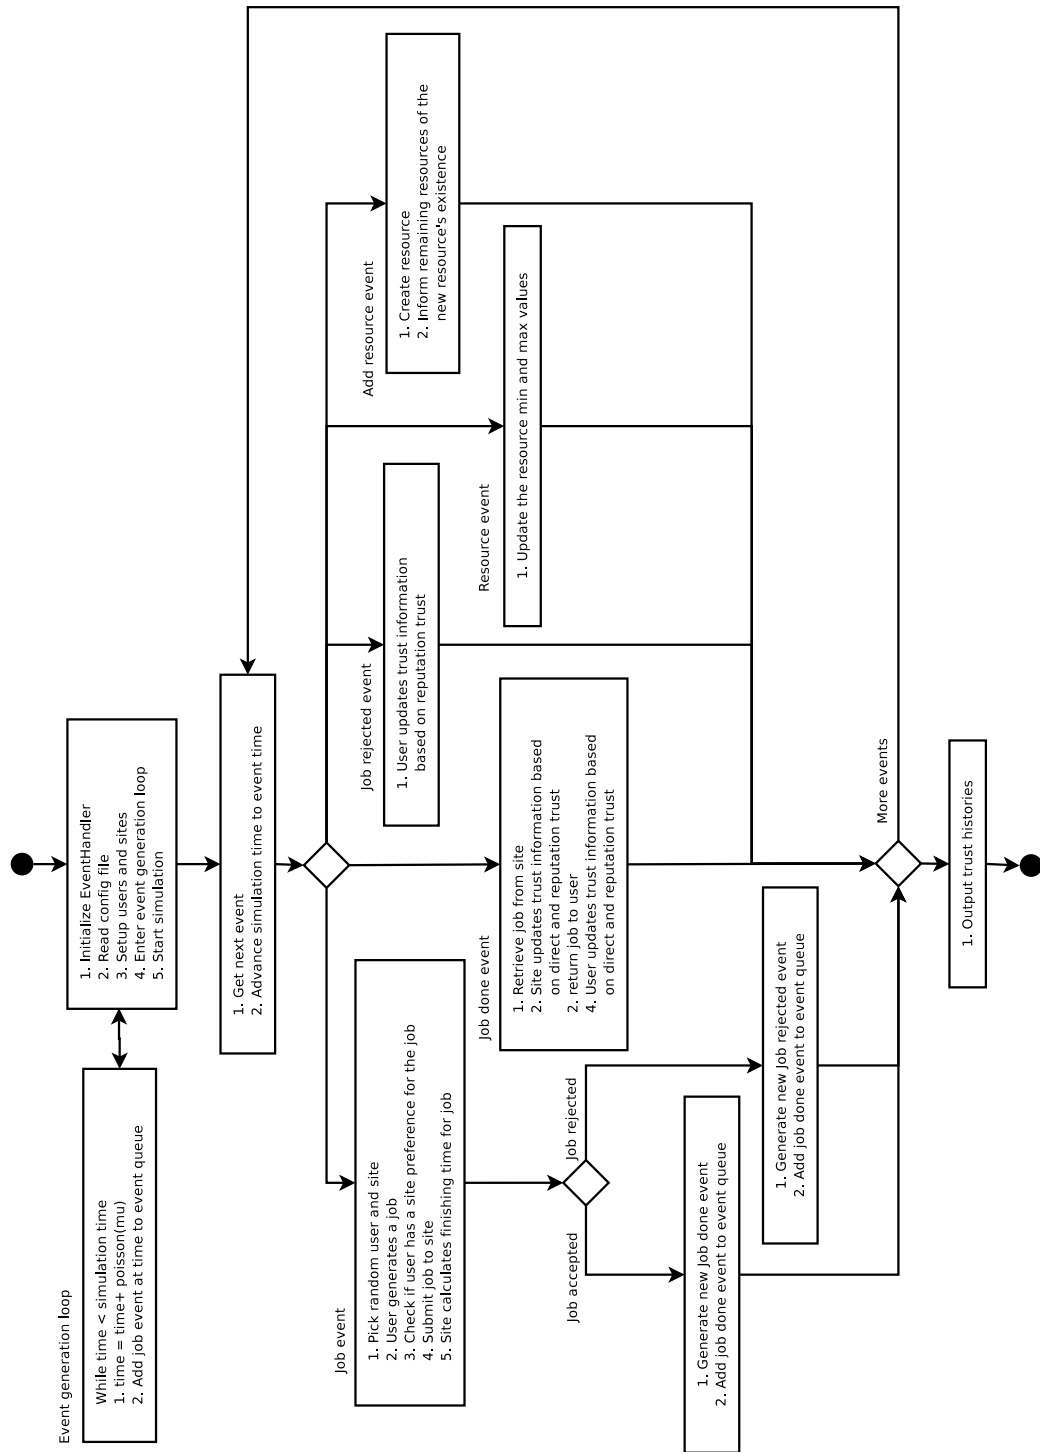 Event generation loop
While time < simulation time
1. time = time+ poisson(mu)
2. Add job event at time to event queue
1. Initialize EventHandler
2. Read config file
3. Setup users and sites
4. Enter event generation loop
5. Start simulation
1. Get next event
2. Advance simulation time to event time
Job event
1. Pick random user and site
2. User generates a job
3. Check if user has a site preference for the job
4. Submit job to site
5. Site calculates finishing time for job
Job accepted
Job rejected
1. Generate new Job done event
2. Add job done event to event queue
1. Generate new Job rejected event
2. Add job done event to event queue
Job done event
1. Retrieve job from site
2. Site updates trust information based
on direct and reputation trust
2. return job to user
4. User updates trust information based
on direct and reputation trust
Job rejected event
1. User updates trust information
based on reputation trust
Resource event
1. Update the resource min and max values
Add resource event
1. Create resource
2. Inform remaining resources of the
new resource's existence
More events
1. Output trust histories